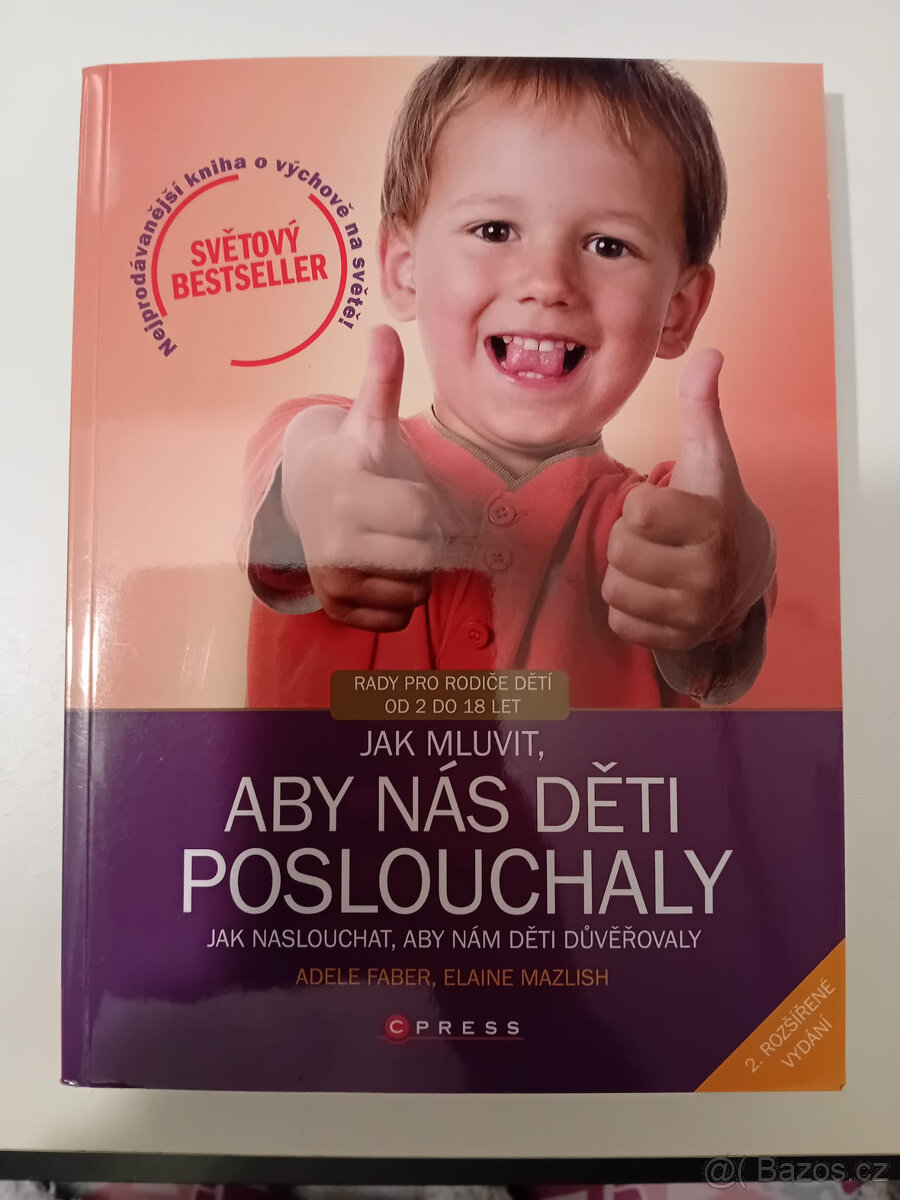 Nejprodávanější kniha o výchově na světě!
SVĚTOVÝ
BESTSELLER
RADY PRO RODIČE DĚTÍ
OD 2 DO 18 LET
JAK MLUVIT,
ABY NÁS DĚTI
POSLOUCHALY
JAK NASLOUCHAT, ABY NÁM DĚTI DŮVĚŘOVALY
ADELE FABER, ELAINE MAZLISH
CPRESS
2. ROZŠÍŘENÉ
VYDÁNÍ
@( Bazos.cz